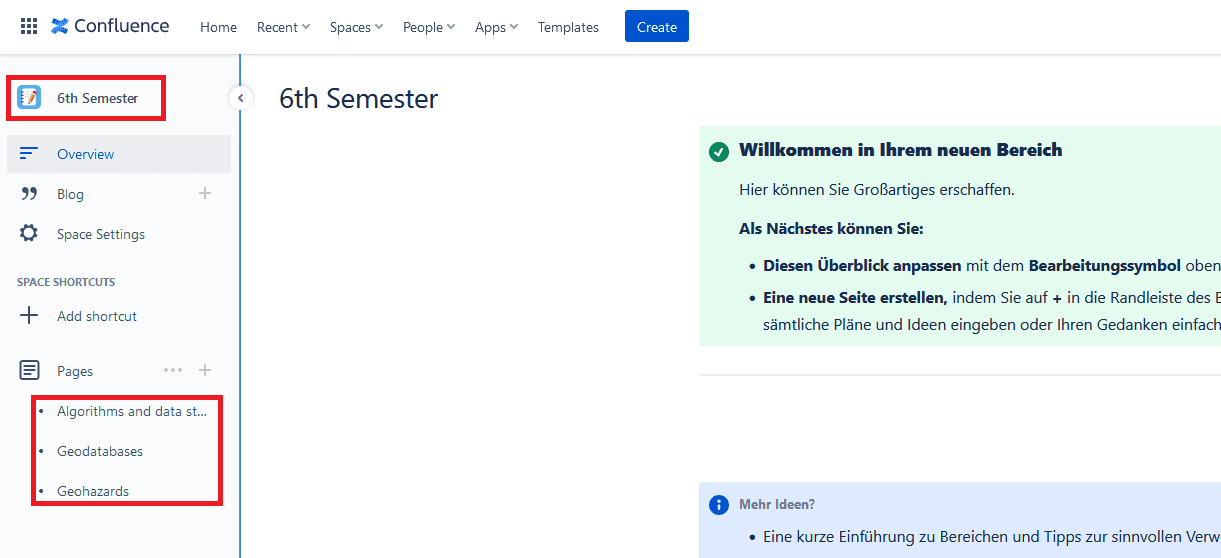 Confluence Home Recent Spaces People Apps Templates Create
6th Semester
Overview
Blog
Space Settings
SPACE SHORTCUTS
Add shortcut
Pages
Algorithms and data st...
Geodatabases
Geohazards
6th Semester
Willkommen in Ihrem neuen Bereich
Hier können Sie Großartiges erschaffen.
Als Nächstes können Sie:
• Diesen Überblick anpassen mit dem Bearbeitungssymbol oben
• Eine neue Seite erstellen, indem Sie auf + in die Randleiste des B
sämtliche Pläne und Ideen eingeben oder Ihren Gedanken einfach
Mehr Ideen?
• Eine kurze Einführung zu Bereichen und Tipps zur sinnvollen Verw